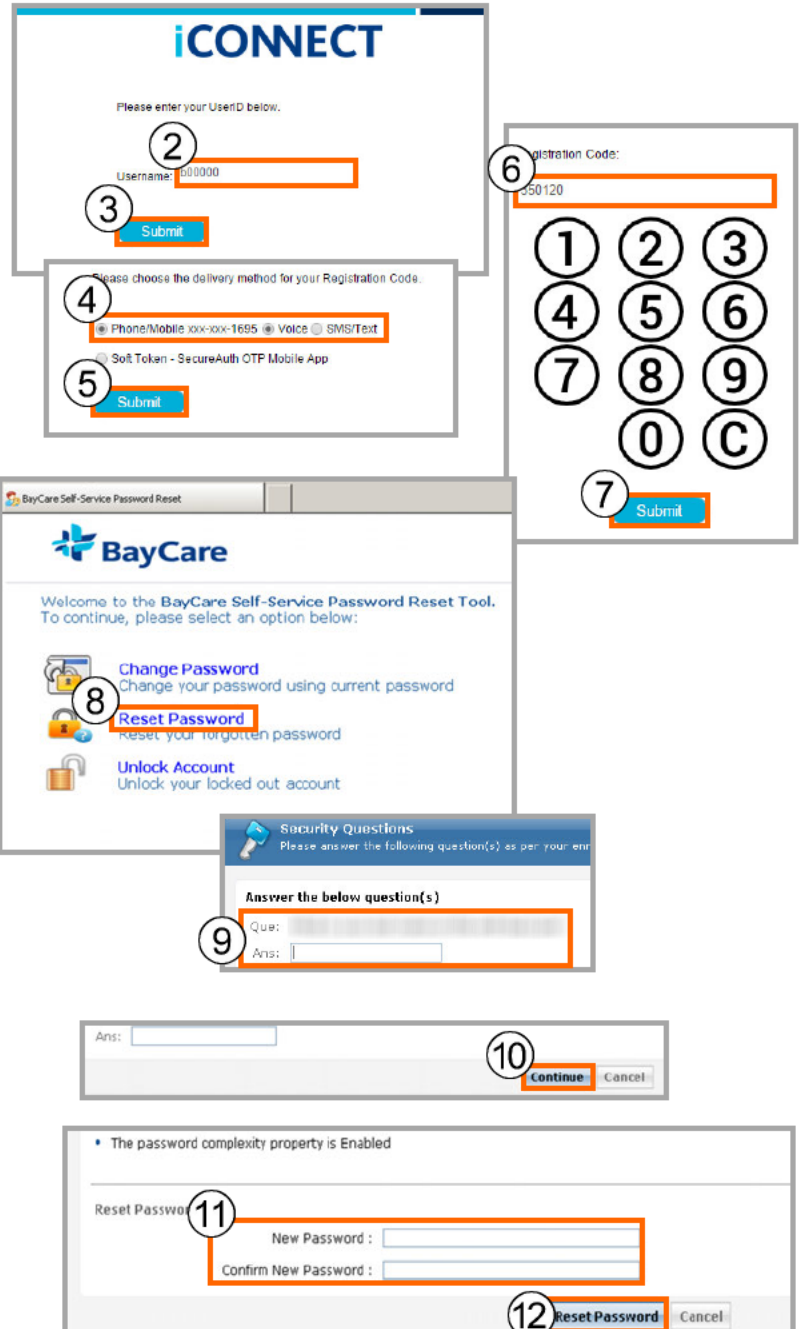 iCONNECT
Please enter your UserID below.
2
Username: b00000
3
Submit
Please choose the delivery method for your Registration Code.
4
Phone/Mobile xxx-xxx-1695 Voice SMS/Text
Soft Token - SecureAuth OTP Mobile App
5
Submit
gistration Code:
6
350120
1 2 3
4 5 6
7 8 9
0 C
7
Submit
BayCare Self-Service Password Reset
BayCare
Welcome to the BayCare Self-Service Password Reset Tool.
To continue, please select an option below:
Change Password
Change your password using current password
8
Reset Password
Reset your forgotten password
Unlock Account
Unlock your locked out account
Security Questions
Please answer the following question(s) as per your enr
Answer the below question(s)
Que:
9
Ans:
Ans:
10
Continue Cancel
• The password complexity property is Enabled
Reset Passwor
11
New Password :
Confirm New Password :
12
Reset Password Cancel